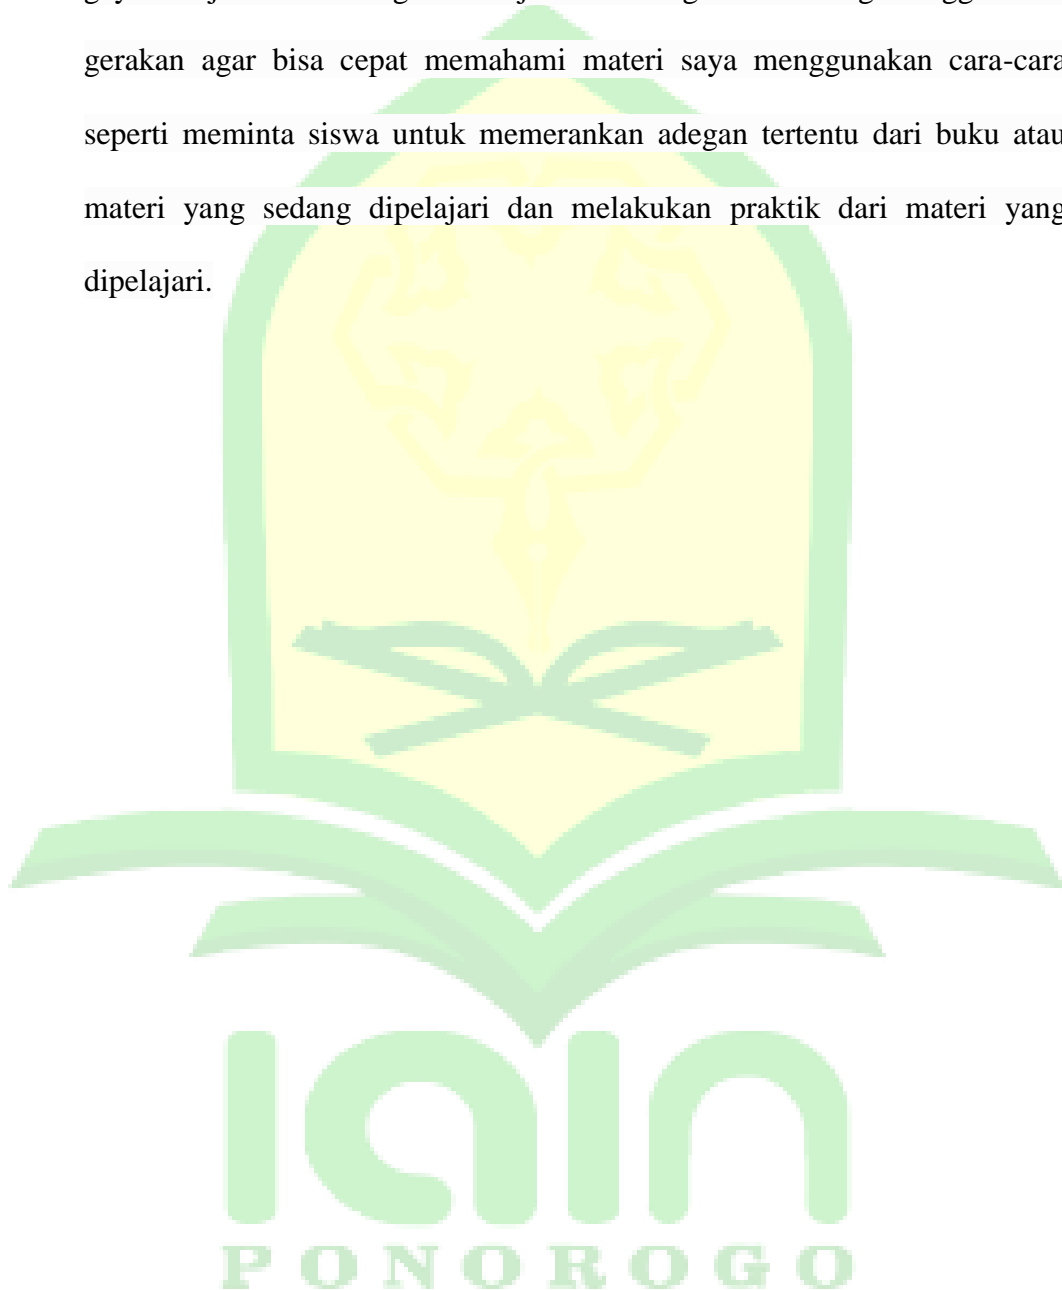 gerakan agar bisa cepat memahami materi saya menggunakan cara-cara
seperti meminta siswa untuk memerankan adegan tertentu dari buku atau
materi yang sedang dipelajari dan melakukan praktik dari materi yang
dipelajari.
IAIN
PONOROGO